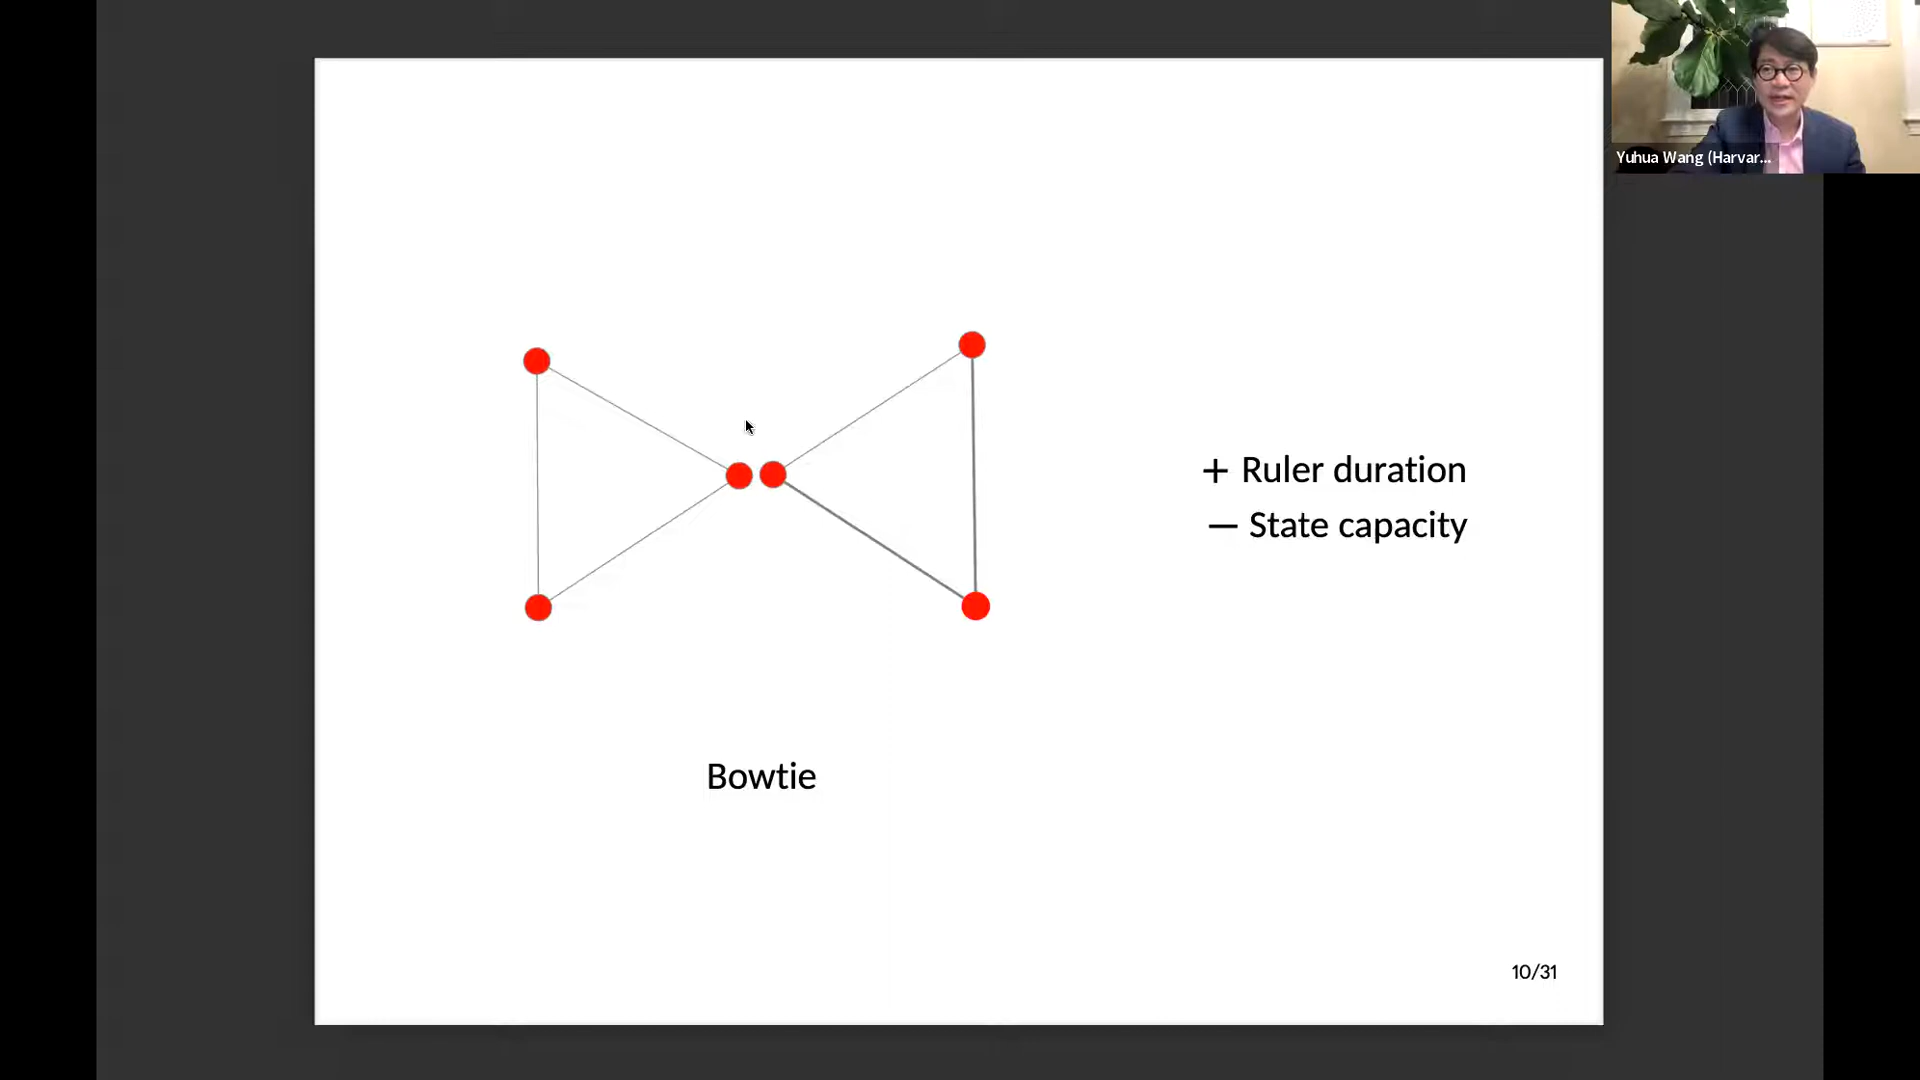 Yuhua Wang (Harvar...
+ Ruler duration
− State capacity
Bowtie
10/31